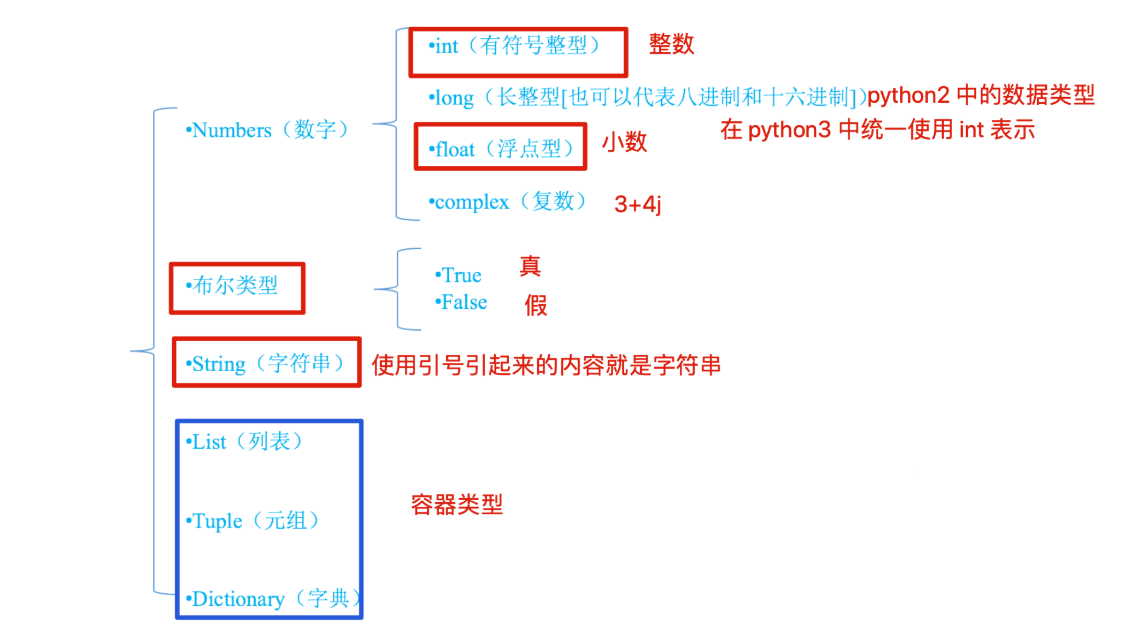 •int（有符号整型） 整数
•long（长整型[也可以代表八进制和十六进制]）python2 中的数据类型
•Numbers（数字） 在 python3 中统一使用 int 表示
•float（浮点型） 小数
•complex（复数） 3+4j
•True 真
•布尔类型
•False 假
•String（字符串） 使用引号引起来的内容就是字符串
•List（列表）
容器类型
•Tuple（元组）
•Dictionary（字典）